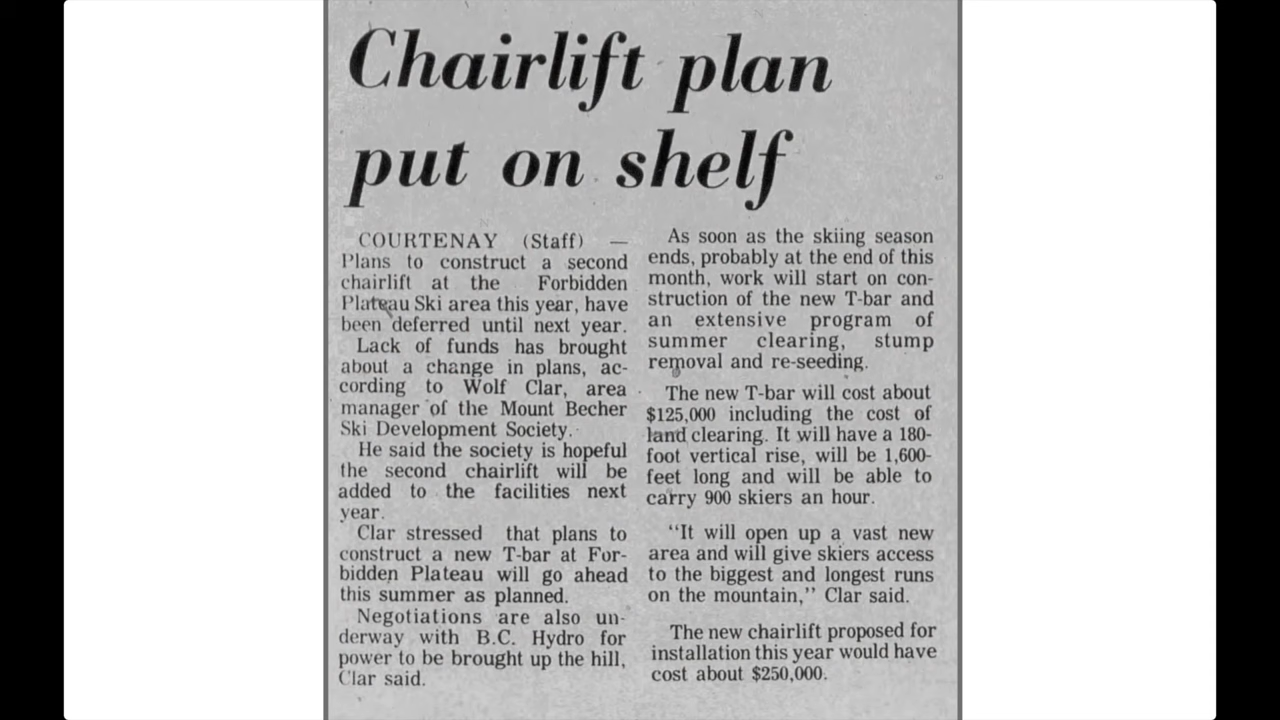 Chairlift plan
put on shelf
COURTENAY (Staff) —
Plans to construct a second
chairlift at the Forbidden
Plateau Ski area this year, have
been deferred until next year.
Lack of funds has brought
about a change in plans, ac-
cording to Wolf Clar, area
manager of the Mount Becher
Ski Development Society.
He said the society is hopeful
the second chairlift will be
added to the facilities next
year.
Clar stressed that plans to
construct a new T-bar at For-
bidden Plateau will go ahead
this summer as planned.
Negotiations are also un-
derway with B.C. Hydro for
power to be brought up the hill,
Clar said.
As soon as the skiing season
ends, probably at the end of this
month, work will start on con-
struction of the new T-bar and
an extensive program of
summer clearing, stump
removal and re-seeding.
The new T-bar will cost about
$125,000 including the cost of
land clearing. It will have a 180-
foot vertical rise, will be 1,600-
feet long and will be able to
carry 900 skiers an hour.
"It will open up a vast new
area and will give skiers access
to the biggest and longest runs
on the mountain," Clar said.
The new chairlift proposed for
installation this year would have
cost about $250,000.